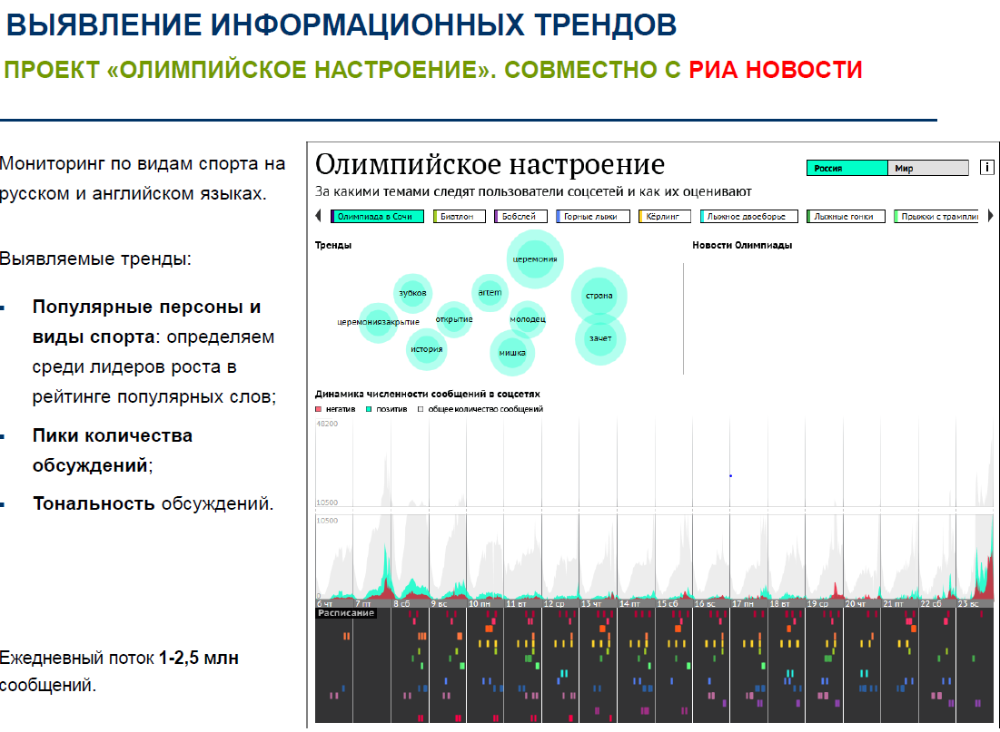 ВЫЯВЛЕНИЕ ИНФОРМАЦИОННЫХ ТРЕНДОВ
ПРОЕКТ «ОЛИМПИЙСКОЕ НАСТРОЕНИЕ». СОВМЕСТНО С РИА НОВОСТИ
Мониторинг по видам спорта на
русском и английском языках.
Выявляемые тренды:
Популярные персоны и
виды спорта: определяем
среди лидеров роста в
рейтинге популярных слов;
Пики количества
обсуждений;
Тональность обсуждений.
Ежедневный поток 1-2,5 млн
сообщений.
Олимпийское настроение
Россия
Мир
i
За какими темами следят пользователи соцсетей и как их оценивают
Олимпиада в Сочи
Биатлон
Бобслей
Горные лыжи
Кёрлинг
Лыжное двоеборье
Лыжные гонки
Прыжки с трамплин
Тренды
Новости Олимпиады
церемония
зубков
artem
страна
церемониязакрытие
открытие
молодец
зачет
история
мишка
Динамика численности сообщений в соцсетях
негатив
позитив
общее количество сообщений
48200
10500
10500
0
6 чт
7 пт
8 сб
9 вс
10 пн
11 вт
12 ср
13 чт
14 пт
15 сб
16 вс
17 пн
18 вт
19 ср
20 чт
21 пт
22 сб
23 вс
Расписание